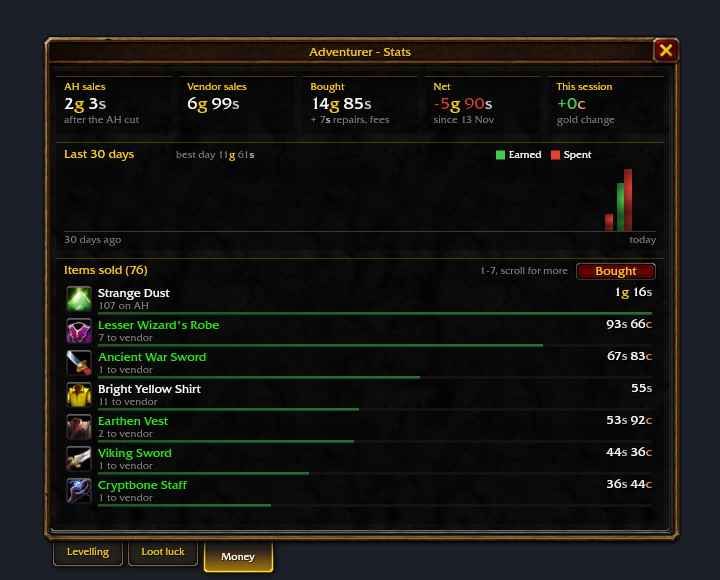 Adventurer - Stats
AH sales
2g 3s
after the AH cut
Vendor sales
6g 99s
Bought
14g 85s
+ 7s repairs, fees
Net
-5g 90s
since 13 Nov
This session
+0c
gold change
Last 30 days
best day 11g 61s
Earned
Spent
30 days ago
today
Items sold (76)
1-7, scroll for more
Bought
Strange Dust
1g 16s
107 on AH
Lesser Wizard's Robe
93s 66c
7 to vendor
Ancient War Sword
67s 83c
1 to vendor
Bright Yellow Shirt
55s
11 to vendor
Earthen Vest
53s 92c
2 to vendor
Viking Sword
44s 36c
1 to vendor
Cryptbone Staff
36s 44c
1 to vendor
Levelling
Loot luck
Money